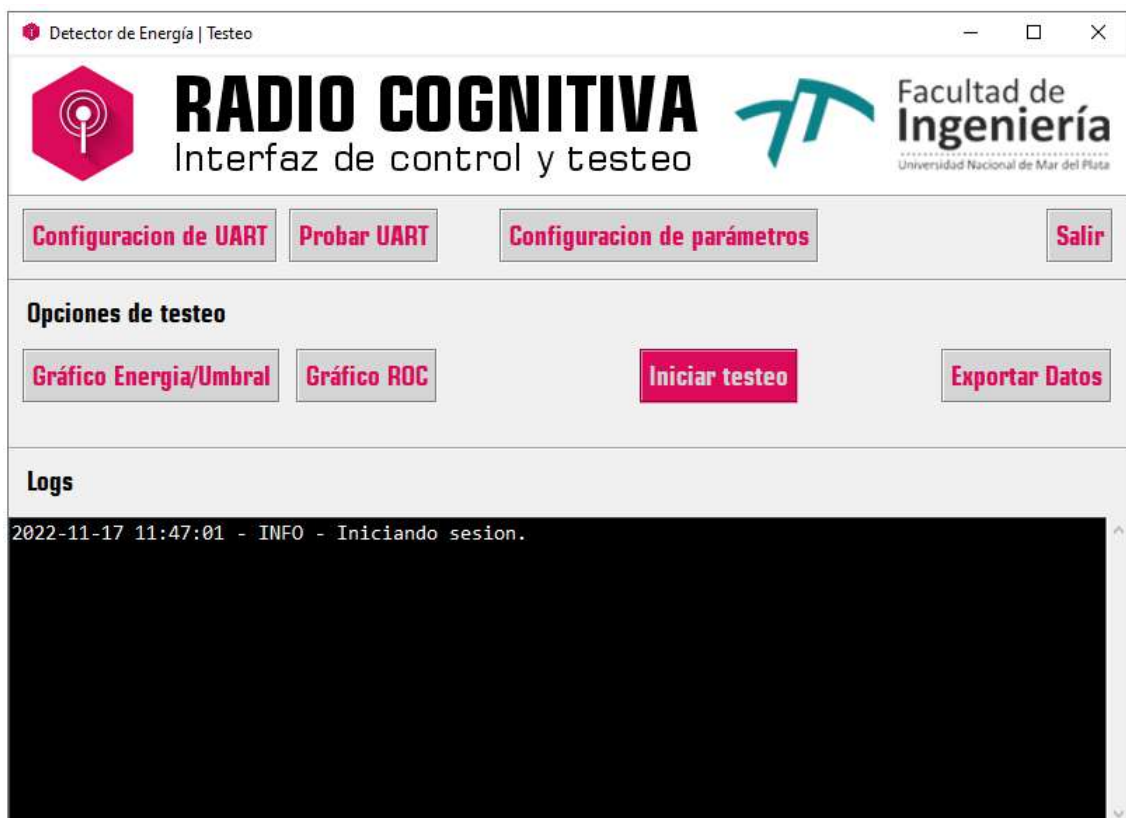 Detector de Energía | Testeo
RADIO COGNITIVA
Interfaz de control y testeo
Facultad de
Ingeniería
Universidad Nacional de Mar del Plata
Configuracion de UART
Probar UART
Configuracion de parámetros
Salir
Opciones de testeo
Gráfico Energia/Umbral
Gráfico ROC
Iniciar testeo
Exportar Datos
Logs
2022-11-17 11:47:01 - INFO - Iniciando sesion.